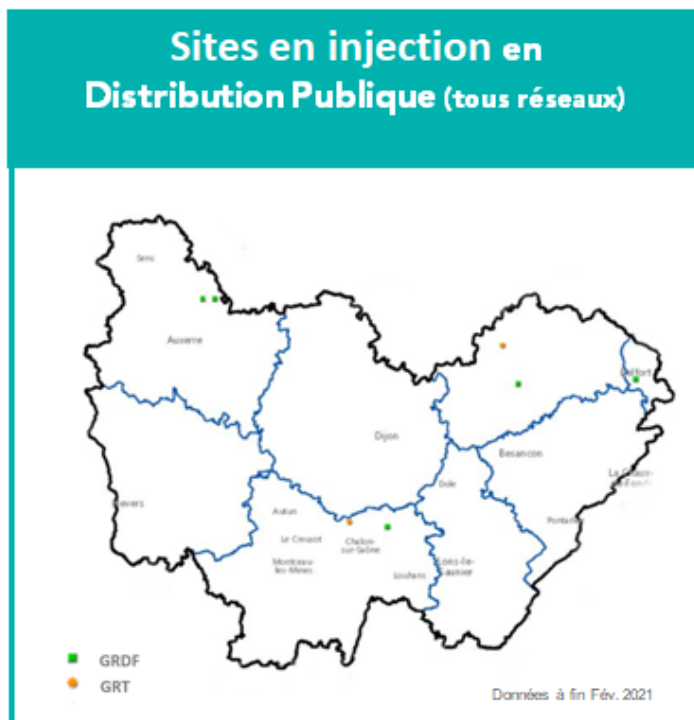 Sites en injection en
Distribution Publique (tous réseaux)
Sens
Auxerre
Belfort
Dijon
Besançon
Dole
Nevers
Autun
Le Creusot
Chalon-
sur-Saône
Montceau-
les-Mines
Louhans
Lons-le-
Saunier
Pontarlier
GRDF
GRT
Données à fin Fév. 2021